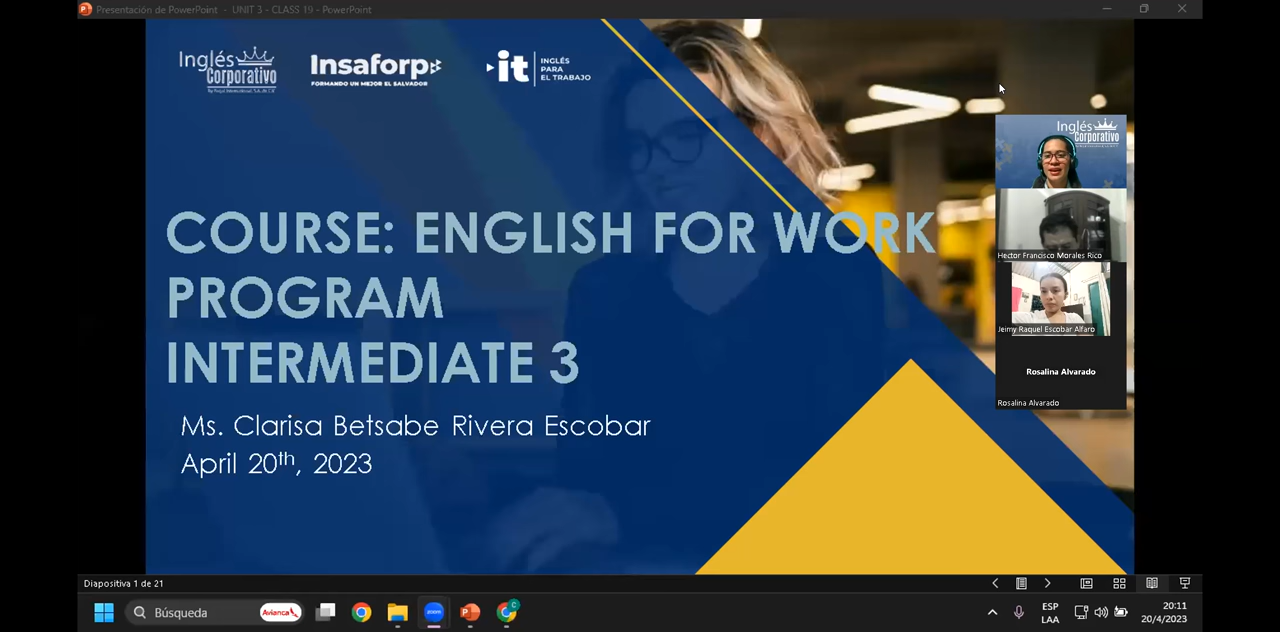 Presentación de PowerPoint - UNIT 3 - CLASS 19 - PowerPoint
Inglés
Corporativo
Insaforp
FORMANDO UN MEJOR EL SALVADOR
it
INGLÉS
PARA
EL TRABAJO
Inglés
Corporativo
Hector Francisco Morales Rico
Jeimy Raquel Escobar Alfaro
Rosalina Alvarado
Rosalina Alvarado
COURSE: ENGLISH FOR WORK
PROGRAM
INTERMEDIATE 3
Ms. Clarisa Betsabe Rivera Escobar
April 20th, 2023
Diapositiva 1 de 21
Búsqueda
Avianca
zoom
ESP
LAA
20:11
20/4/2023